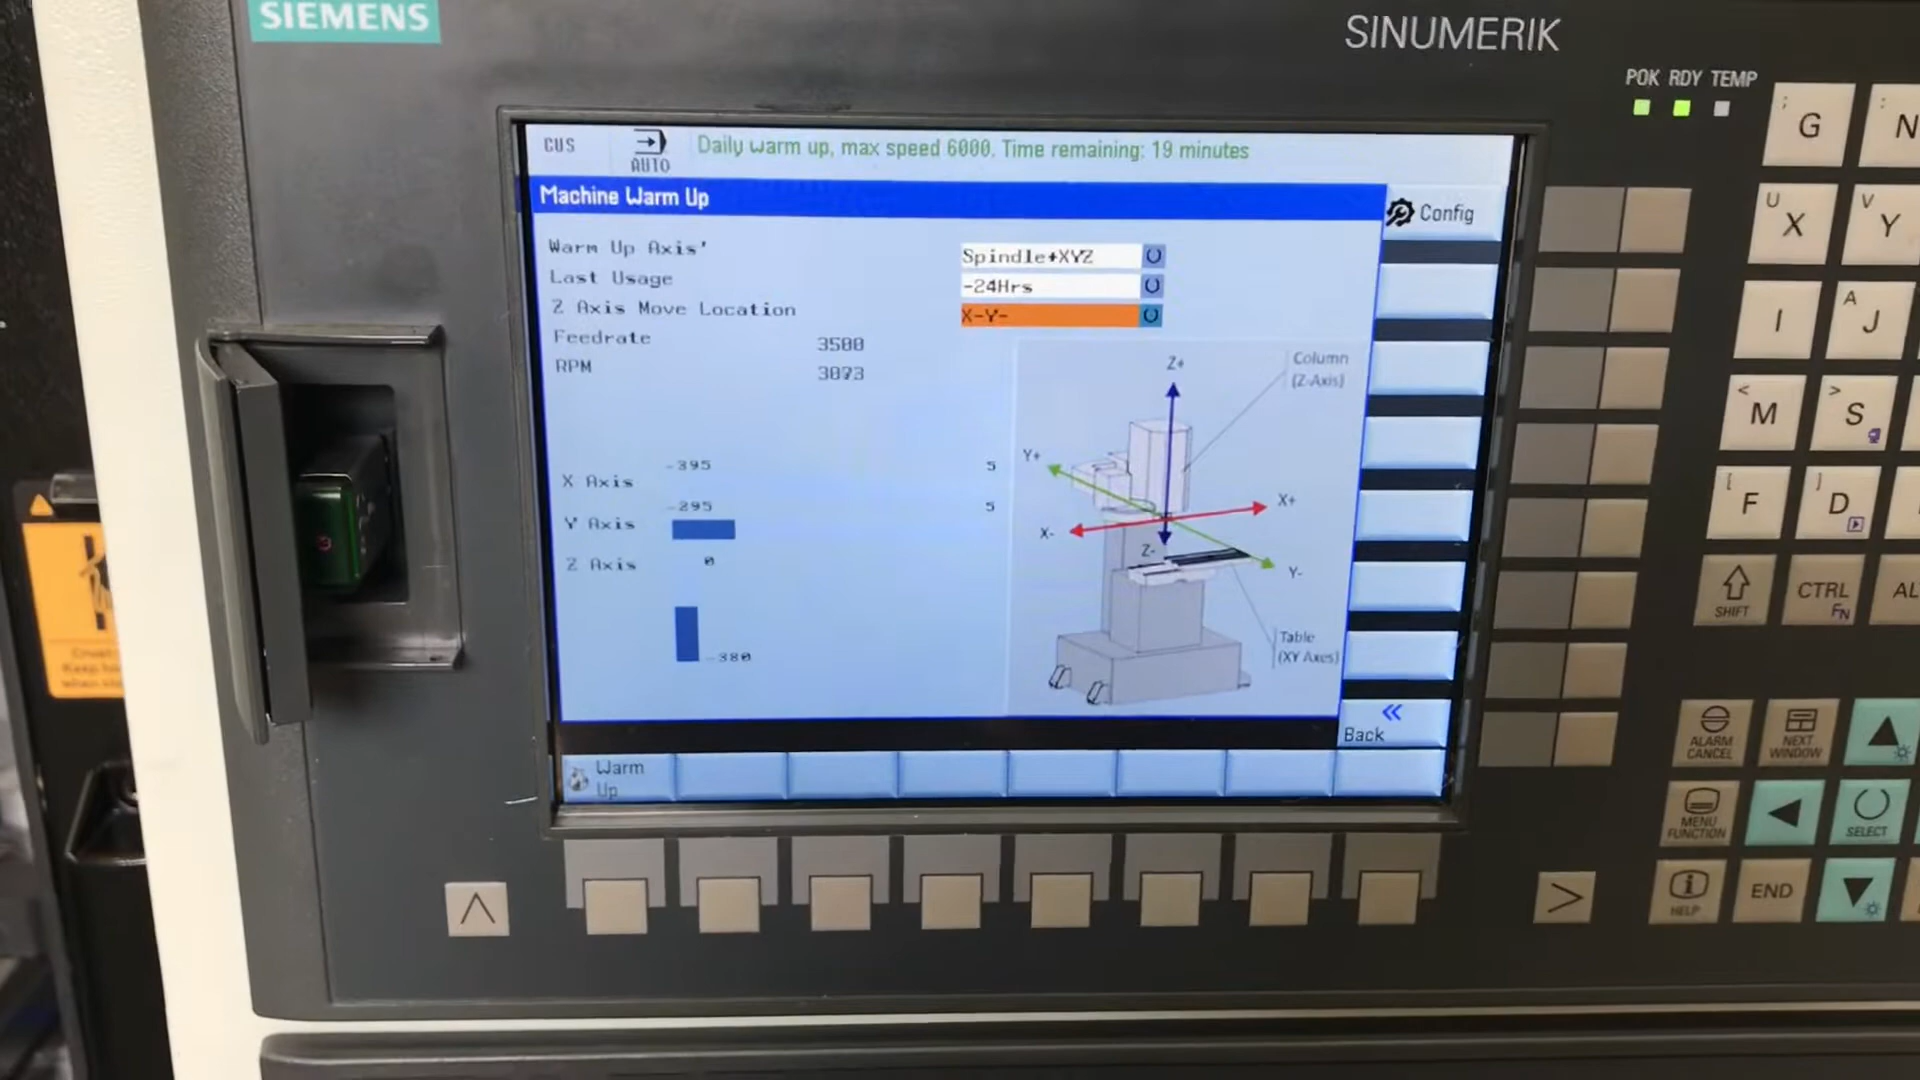 SIEMENS
SINUMERIK
POK RDY TEMP
CUS
AUTO
Daily warm up, max speed 6000. Time remaining: 19 minutes
Machine Warm Up
Config
Warm Up Axis'
Spindle+XYZ
Last Usage
-24Hrs
Z Axis Move Location
X-Y-
Feedrate
3500
RPM
3073
X Axis
-395
5
Y Axis
-295
5
Z Axis
0
-380
Z+
Column
(Z-Axis)
Y+
X+
X-
Z-
Y-
Table
(XY Axes)
«
Back
Warm
Up
; G
: N
U X
V Y
I
A J
< M
> S
[ F
] D
SHIFT
CTRL
FN
AL
ALARM
CANCEL
NEXT
WINDOW
MENU
FUNCTION
SELECT
HELP
END
>